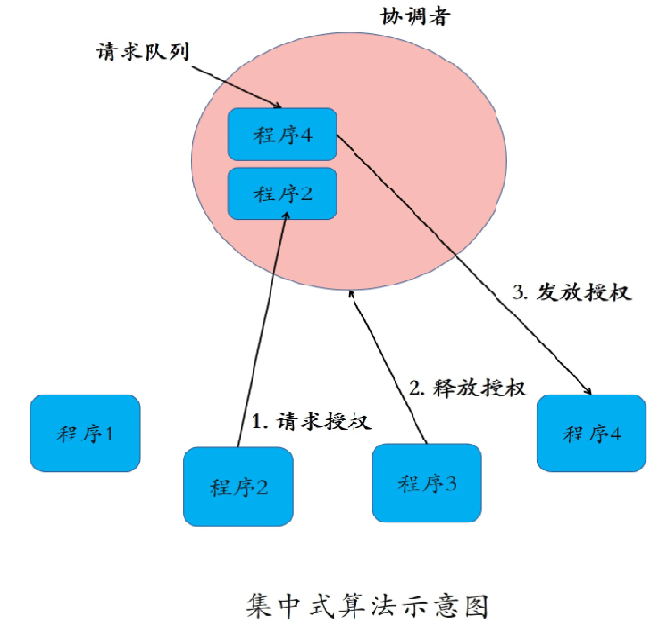 协调者
请求队列
程序4
程序2
3. 发放授权
2. 释放授权
1. 请求授权
程序1
程序2
程序3
程序4
集中式算法示意图